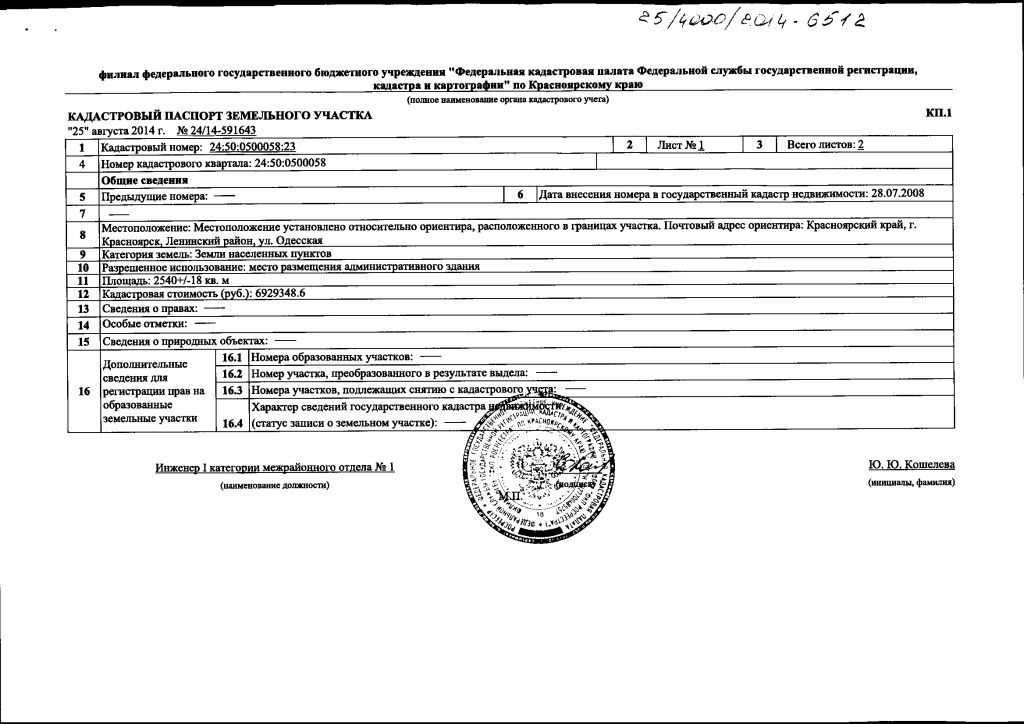 25/4000/2014-6512
филиал федерального государственного бюджетного учреждения "Федеральная кадастровая палата Федеральной службы государственной регистрации,
кадастра и картографии" по Красноярскому краю
(полное наименование органа кадастрового учета)
КАДАСТРОВЫЙ ПАСПОРТ ЗЕМЕЛЬНОГО УЧАСТКА КП.1
"25" августа 2014 г. № 24/14-591643
1 Кадастровый номер: 24:50:0500058:23 2 Лист № 1 3 Всего листов: 2
4 Номер кадастрового квартала: 24:50:0500058
Общие сведения
5 Предыдущие номера: —— 6 Дата внесения номера в государственный кадастр недвижимости: 28.07.2008
7 ——
8 Местоположение: Местоположение установлено относительно ориентира, расположенного в границах участка. Почтовый адрес ориентира: Красноярский край, г.
Красноярск, Ленинский район, ул. Одесская
9 Категория земель: Земли населенных пунктов
10 Разрешенное использование: место размещения административного здания
11 Площадь: 2540+/-18 кв. м
12 Кадастровая стоимость (руб.): 6929348.6
13 Сведения о правах: ——
14 Особые отметки: ——
15 Сведения о природных объектах: ——
16 Дополнительные
сведения для
регистрации прав на
образованные
земельные участки
16.1 Номера образованных участков: ——
16.2 Номер участка, преобразованного в результате выдела: ——
16.3 Номера участков, подлежащих снятию с кадастрового учета: ——
Характер сведений государственного кадастра недвижимости
16.4 (статус записи о земельном участке): ——
Инженер I категории межрайонного отдела № 1 Ю. Ю. Кошелева
(наименование должности) (подпись) (инициалы, фамилия)
М.П.